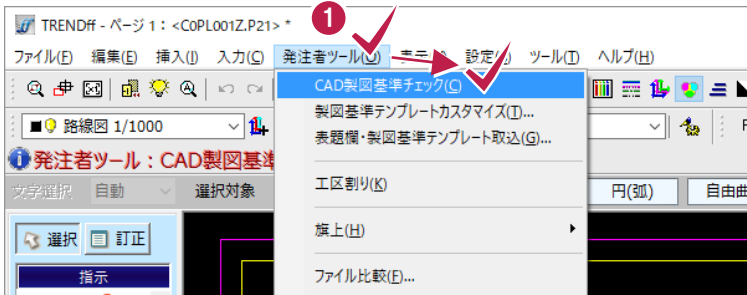 TRENDff - ページ 1 : <C0PL001Z.P21> *
1
ファイル(F) 編集(E) 挿入(I) 入力(C) 発注者ツール(U) 設定 ツール(T) ヘルプ(H)
CAD製図基準チェック(C)
製図基準テンプレートカスタマイズ(T)...
路線図 1/1000
表題欄・製図基準テンプレート取込(G)...
発注者ツール：CAD製図基準
工区割り(K)
文字選択 自動 選択対象 円(弧) 自由曲
旗上(H)
選択 訂正
指示
ファイル比較(F)...